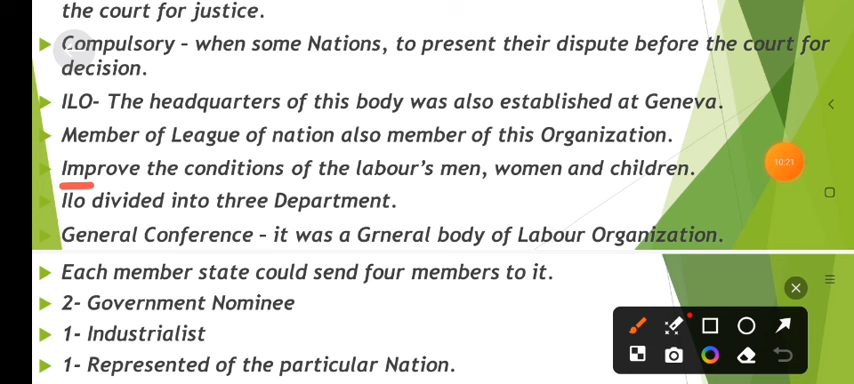 the court for justice.
Compulsory - when some Nations, to present their dispute before the court for
decision.
ILO- The headquarters of this body was also established at Geneva.
Member of League of nation also member of this Organization.
Improve the conditions of the labour's men, women and children.
10:21
Ilo divided into three Department.
General Conference - it was a Grneral body of Labour Organization.
Each member state could send four members to it.
2- Government Nominee
1- Industrialist
1- Represented of the particular Nation.